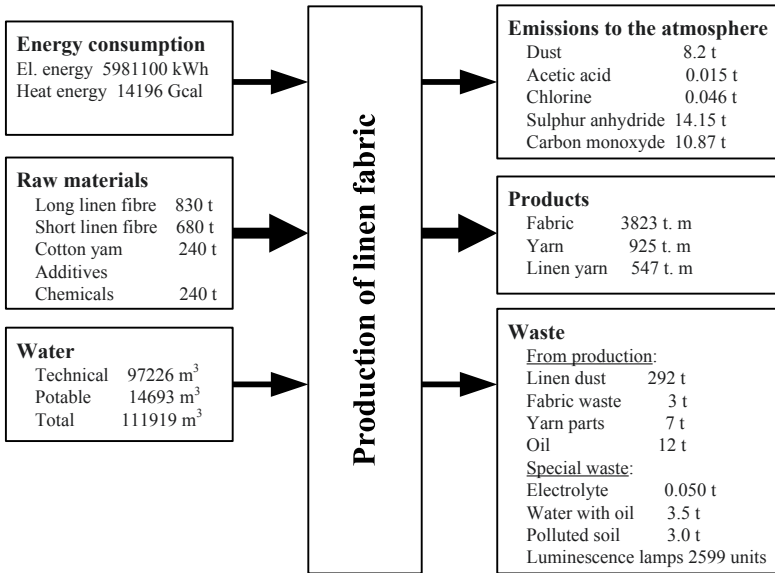 Energy consumption
El. energy 5981100 kWh
Heat energy 14196 Gcal
Raw materials
Long linen fibre 830 t
Short linen fibre 680 t
Cotton yam 240 t
Additives
Chemicals 240 t
Water
Technical 97226 m³
Potable 14693 m³
Total 111919 m³
Production of linen fabric
Emissions to the atmosphere
Dust 8.2 t
Acetic acid 0.015 t
Chlorine 0.046 t
Sulphur anhydride 14.15 t
Carbon monoxyde 10.87 t
Products
Fabric 3823 t. m
Yarn 925 t. m
Linen yarn 547 t. m
Waste
From production:
Linen dust 292 t
Fabric waste 3 t
Yarn parts 7 t
Oil 12 t
Special waste:
Electrolyte 0.050 t
Water with oil 3.5 t
Polluted soil 3.0 t
Luminescence lamps 2599 units